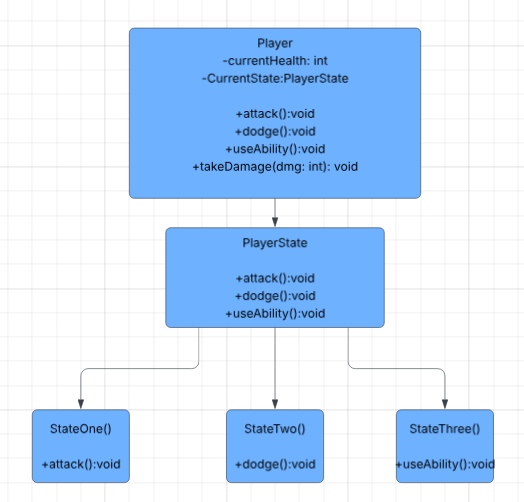 Player
-currentHealth: int
-CurrentState:PlayerState
+attack():void
+dodge():void
+useAbility():void
+takeDamage(dmg: int): void
PlayerState
+attack():void
+dodge():void
+useAbility():void
StateOne()
+attack():void
StateTwo()
+dodge():void
StateThree()
+useAbility():void